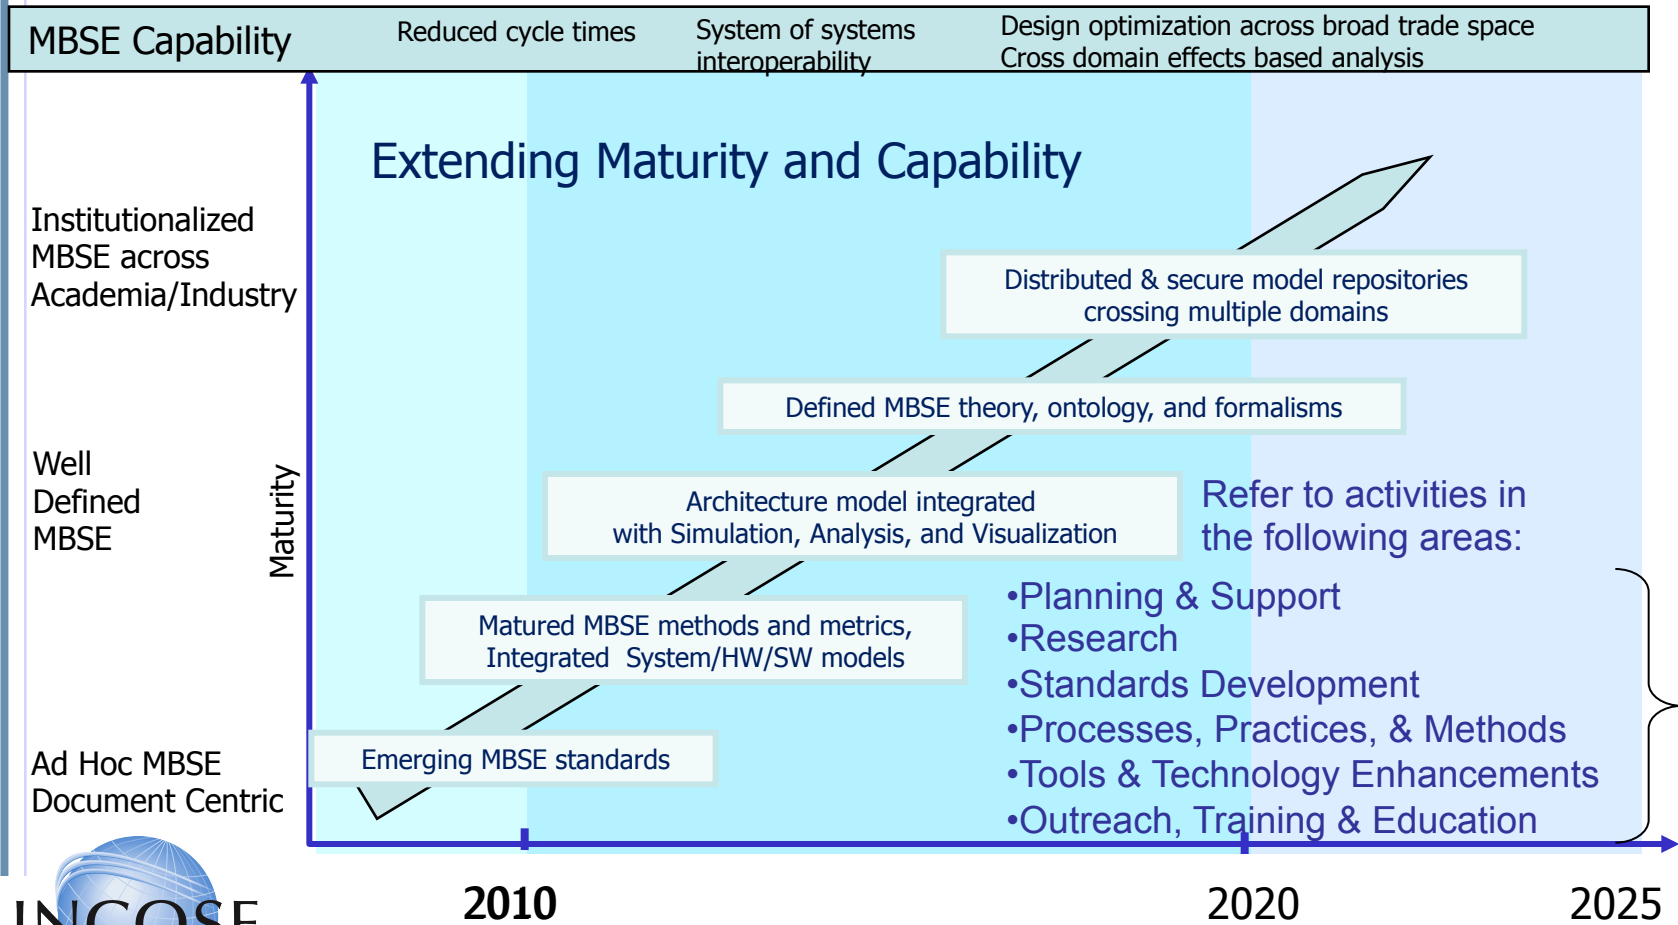 MBSE Capability
Reduced cycle times
System of systems
interoperability
Design optimization across broad trade space
Cross domain effects based analysis
Extending Maturity and Capability
Institutionalized
MBSE across
Academia/Industry
Well
Defined
MBSE
Ad Hoc MBSE
Document Centric
Maturity
Distributed & secure model repositories
crossing multiple domains
Defined MBSE theory, ontology, and formalisms
Architecture model integrated
with Simulation, Analysis, and Visualization
Matured MBSE methods and metrics,
Integrated System/HW/SW models
Emerging MBSE standards
Refer to activities in
the following areas:
•Planning & Support
•Research
•Standards Development
•Processes, Practices, & Methods
•Tools & Technology Enhancements
•Outreach, Training & Education
INCOSE
2010
2020
2025